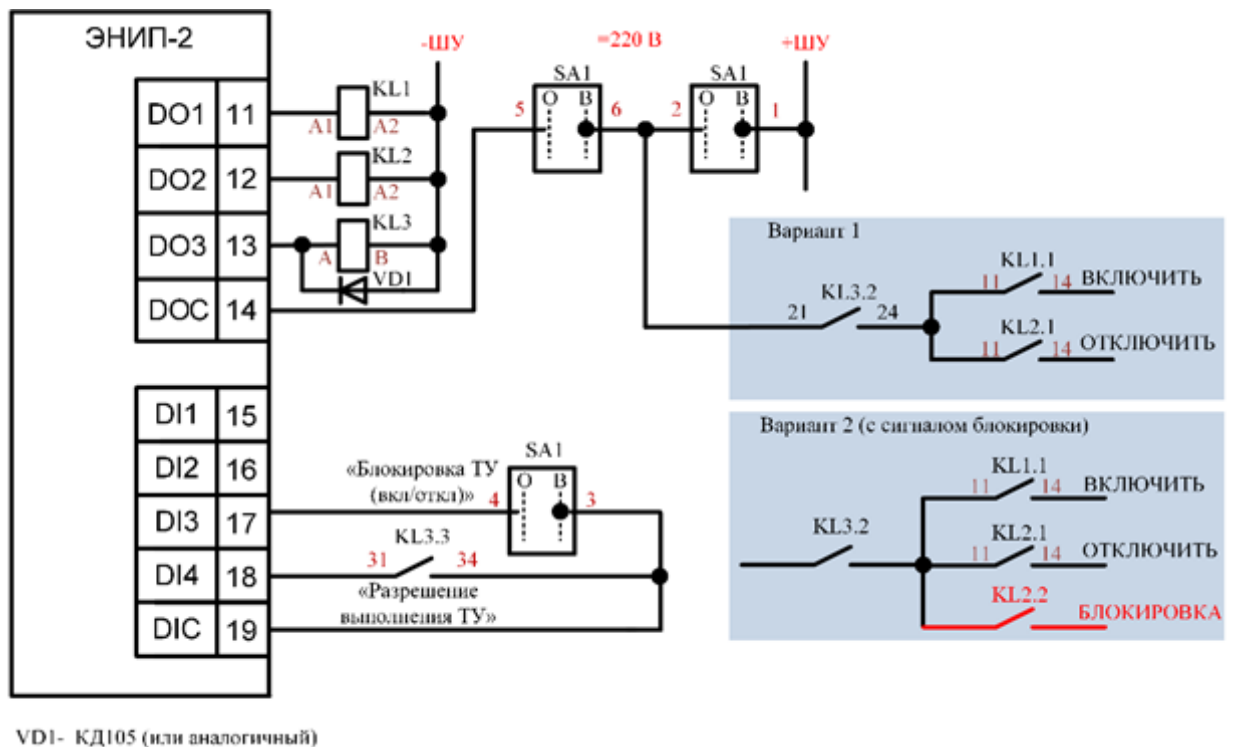 ЭНИП-2
-ШУ
=220 В
+ШУ
DO1 11
A1 KL1 A2
DO2 12
A1 KL2 A2
DO3 13
A KL3 B
VD1
DOC 14
5 SA1 О В 6
2 SA1 О В 1
Вариант 1
21 KL3.2 24
11 KL1.1 14 ВКЛЮЧИТЬ
11 KL2.1 14 ОТКЛЮЧИТЬ
DI1 15
DI2 16
DI3 17
DI4 18
DIC 19
«Блокировка ТУ
(вкл/откл)»
4 SA1 О В 3
31 KL3.3 34
«Разрешение
выполнения ТУ»
Вариант 2 (с сигналом блокировки)
KL3.2
11 KL1.1 14 ВКЛЮЧИТЬ
11 KL2.1 14 ОТКЛЮЧИТЬ
KL2.2 БЛОКИРОВКА
VD1- КД105 (или аналогичный)